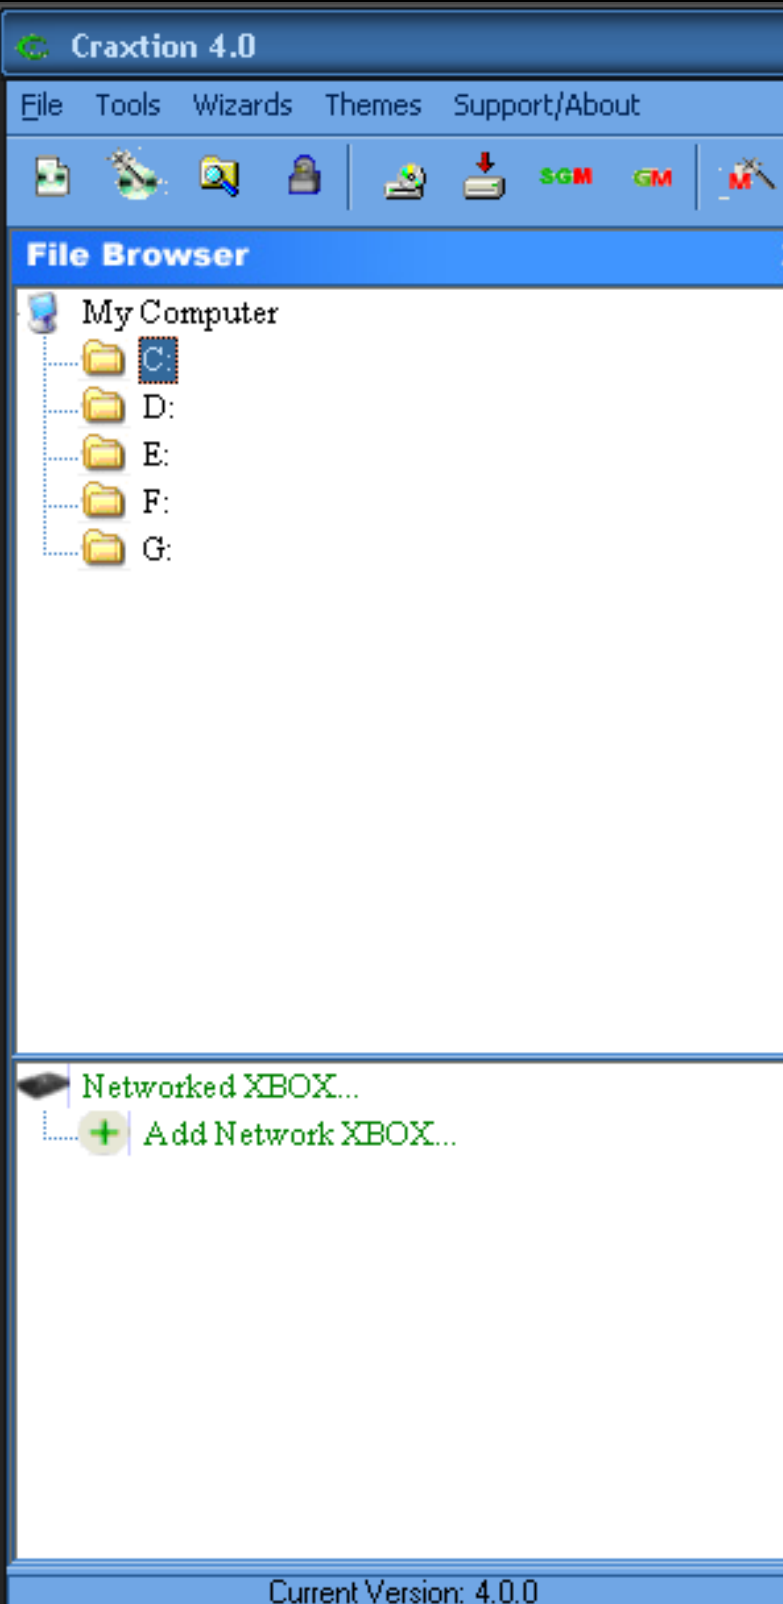 Craxtion 4.0
File Tools Wizards Themes Support/About
SGM GM M
File Browser
My Computer
C:
D:
E:
F:
G:
Networked XBOX...
Add Network XBOX...
Current Version: 4.0.0